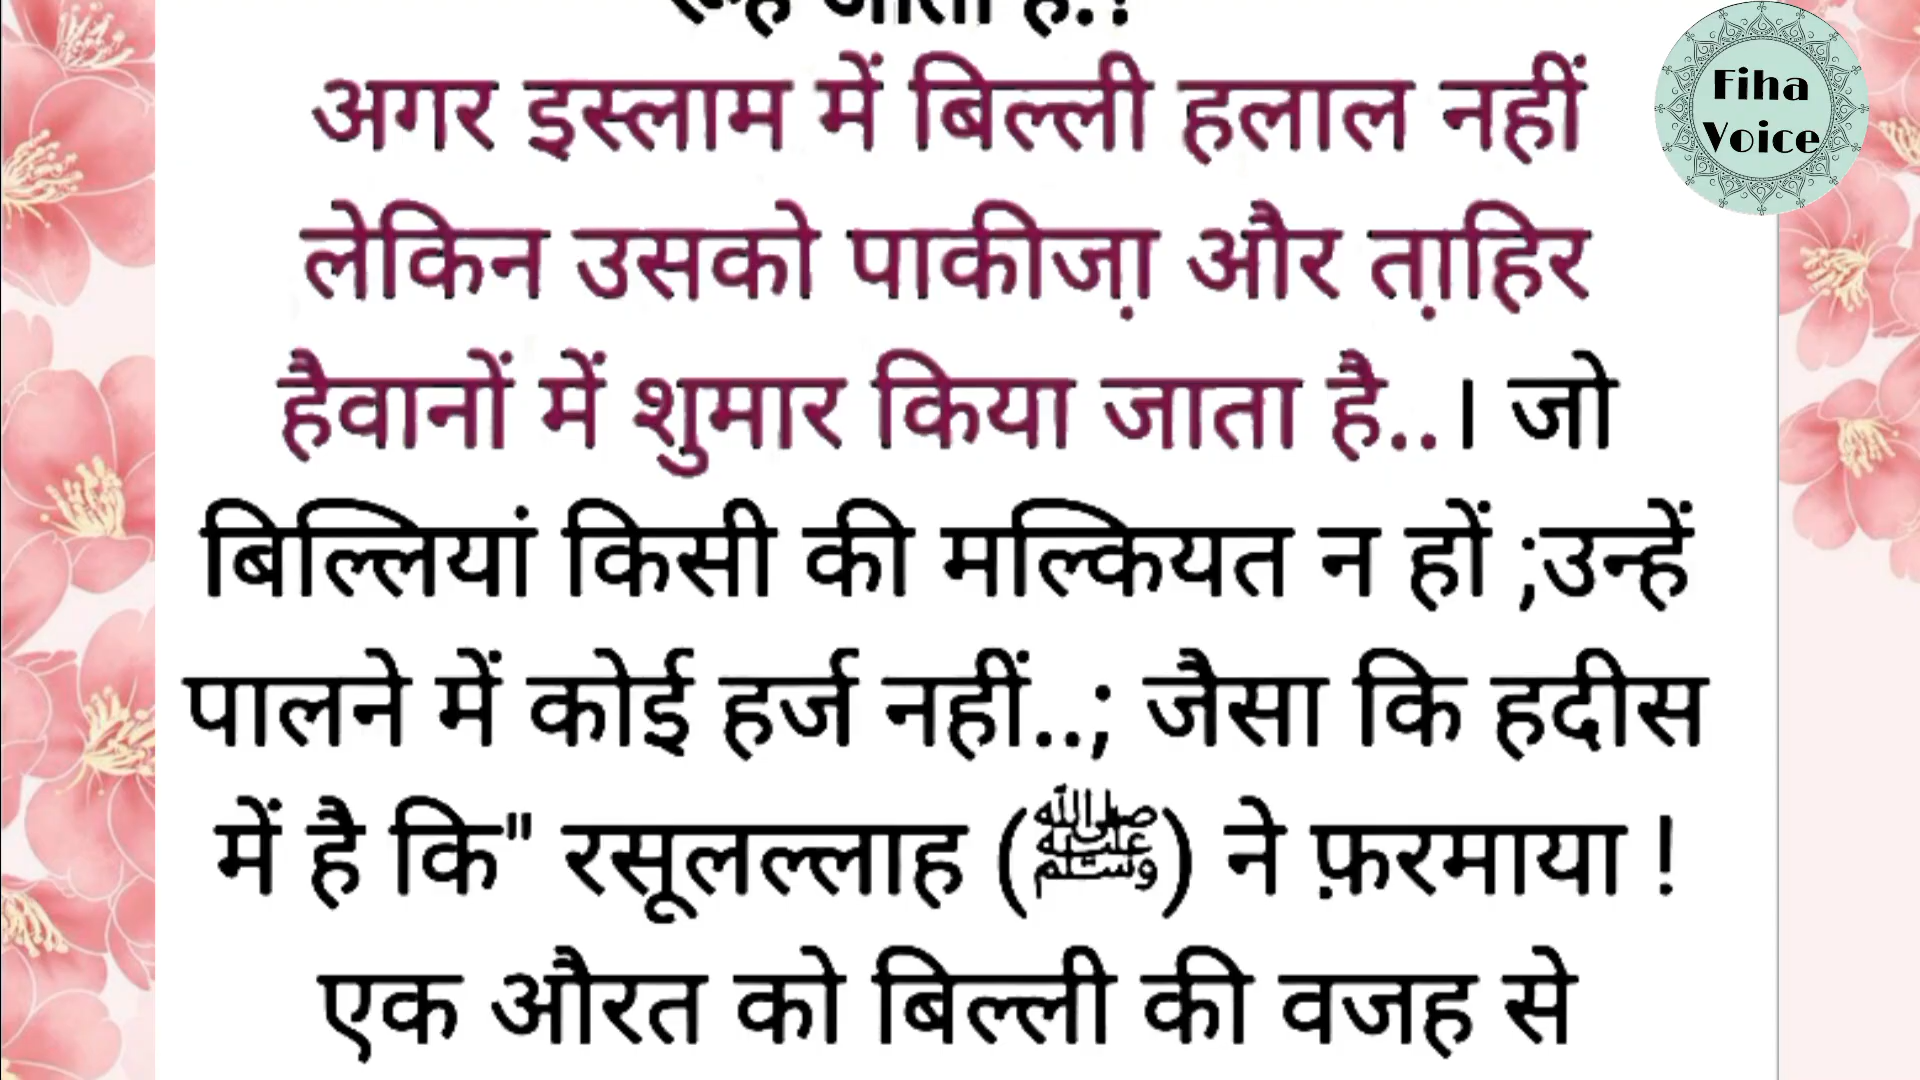 जाता है..?
अगर इस्लाम में बिल्ली हलाल नहीं
लेकिन उसको पाकीजा़ और ता़हिर
हैवानों में शुमार किया जाता है..। जो
बिल्लियां किसी की मल्कियत न हों ;उन्हें
पालने में कोई हर्ज नहीं..; जैसा कि हदीस
में है कि" रसूलल्लाह (ﷺ) ने फ़रमाया !
एक औरत को बिल्ली की वजह से
Fiha
Voice